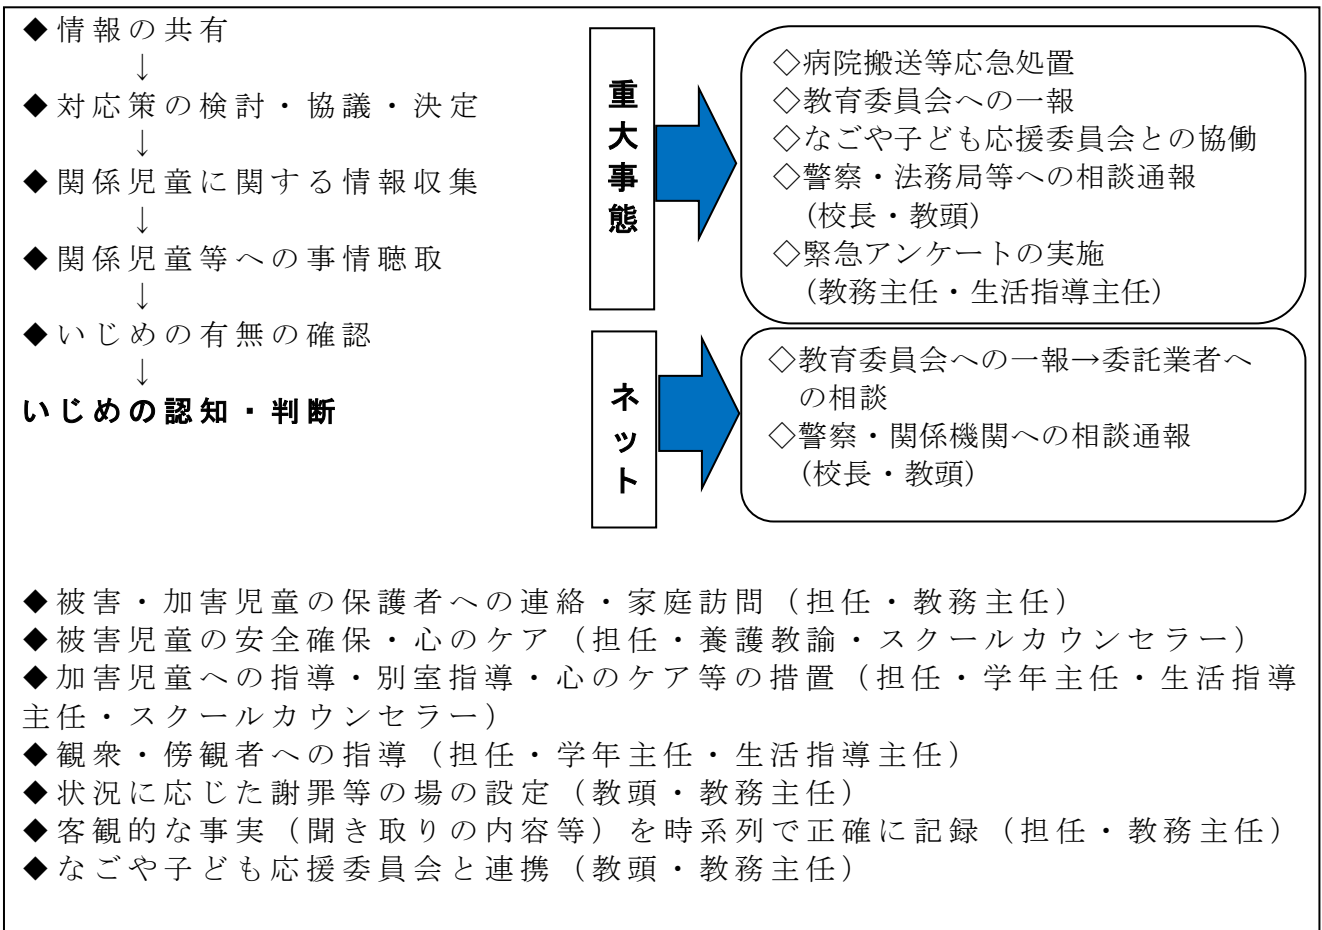 ◆情報の共有
↓
◆対応策の検討・協議・決定
↓
◆関係児童に関する情報収集
↓
◆関係児童等への事情聴取
↓
◆いじめの有無の確認
↓
いじめの認知・判断
重大事態
◇病院搬送等応急処置
◇教育委員会への一報
◇なごや子ども応援委員会との協働
◇警察・法務局等への相談通報
（校長・教頭）
◇緊急アンケートの実施
（教務主任・生活指導主任）
ネット
◇教育委員会への一報→委託業者へ
の相談
◇警察・関係機関への相談通報
（校長・教頭）
◆被害・加害児童の保護者への連絡・家庭訪問（担任・教務主任）
◆被害児童の安全確保・心のケア（担任・養護教諭・スクールカウンセラー）
◆加害児童への指導・別室指導・心のケア等の措置（担任・学年主任・生活指導
主任・スクールカウンセラー）
◆観衆・傍観者への指導（担任・学年主任・生活指導主任）
◆状況に応じた謝罪等の場の設定（教頭・教務主任）
◆客観的な事実（聞き取りの内容等）を時系列で正確に記録（担任・教務主任）
◆なごや子ども応援委員会と連携（教頭・教務主任）